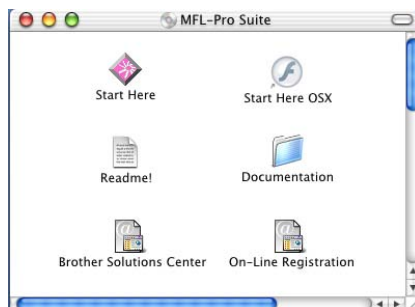 MFL-Pro Suite
Start Here
Start Here OSX
Readme!
Documentation
Brother Solutions Center
On-Line Registration